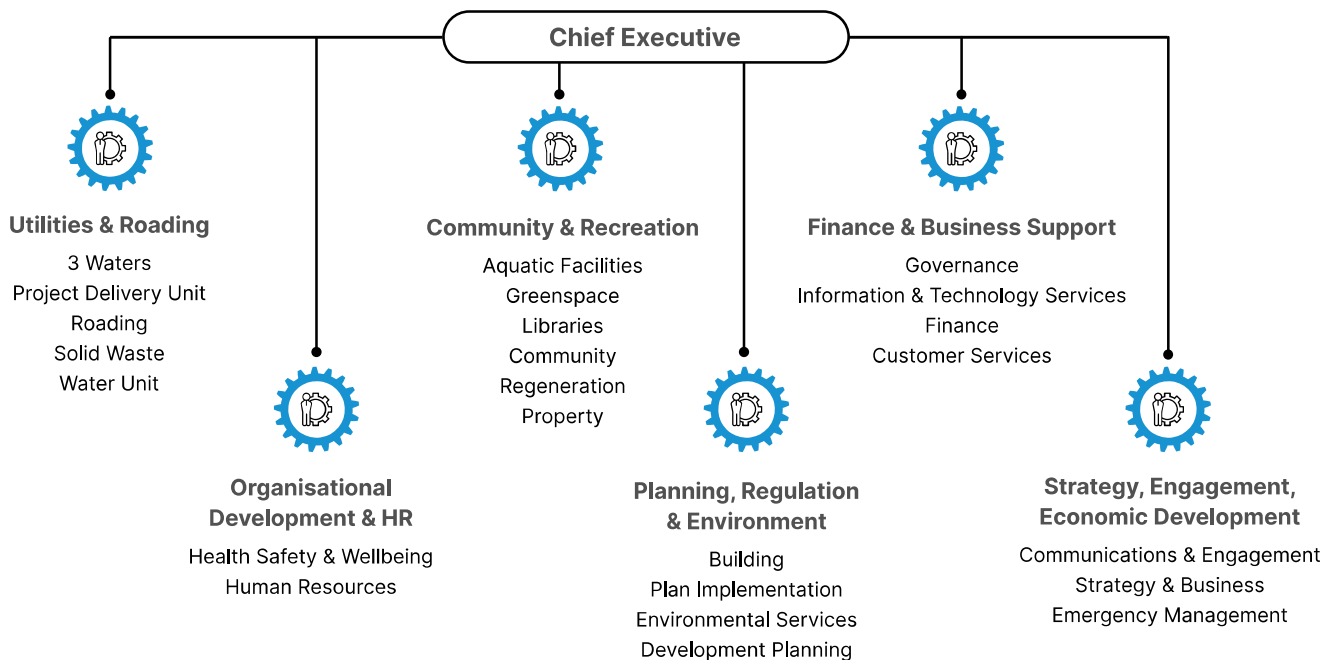 Chief Executive
Utilities & Roading
3 Waters
Project Delivery Unit
Roading
Solid Waste
Water Unit
Organisational
Development & HR
Health Safety & Wellbeing
Human Resources
Community & Recreation
Aquatic Facilities
Greenspace
Libraries
Community
Regeneration
Property
Planning, Regulation
& Environment
Building
Plan Implementation
Environmental Services
Development Planning
Finance & Business Support
Governance
Information & Technology Services
Finance
Customer Services
Strategy, Engagement,
Economic Development
Communications & Engagement
Strategy & Business
Emergency Management